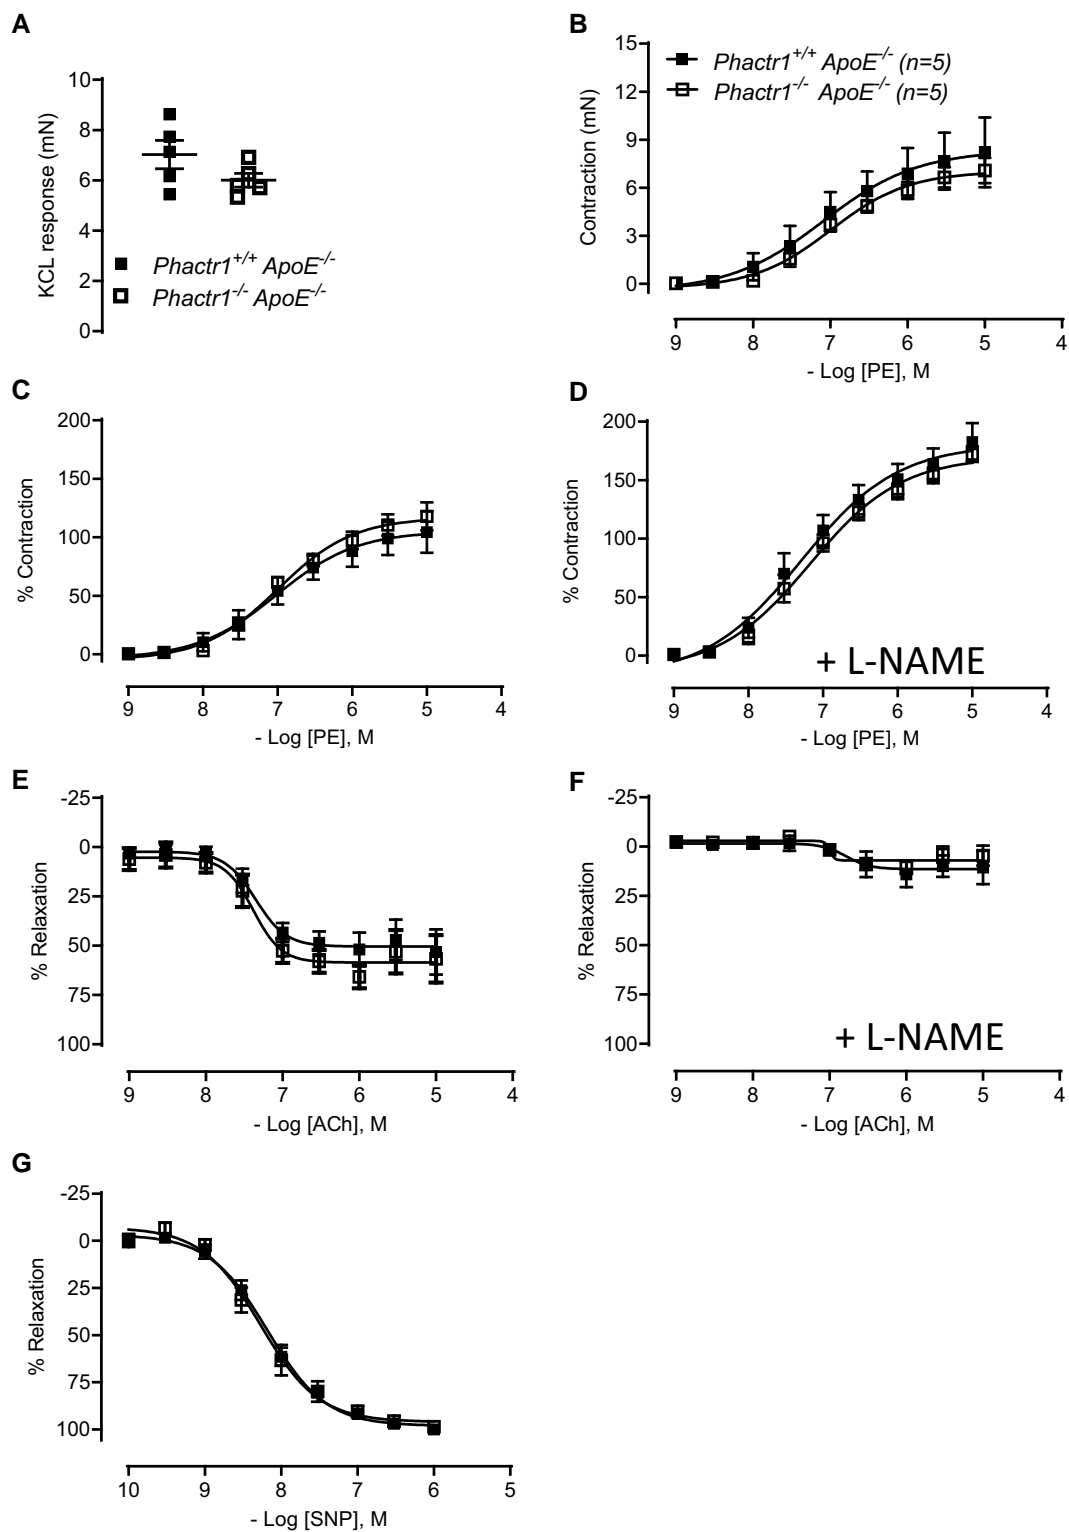 A
KCL response (mN)
10
8
6
4
2
0
Phactr1+/+ ApoE-/-
Phactr1-/- ApoE-/-
B
Contraction (mN)
15
12
9
6
3
0
Phactr1+/+ ApoE-/- (n=5)
Phactr1-/- ApoE-/- (n=5)
9 8 7 6 5 4
- Log [PE], M
C
% Contraction
200
150
100
50
0
9 8 7 6 5 4
- Log [PE], M
D
% Contraction
200
150
100
50
0
+ L-NAME
9 8 7 6 5 4
- Log [PE], M
E
% Relaxation
-25
0
25
50
75
100
9 8 7 6 5 4
- Log [ACh], M
F
% Relaxation
-25
0
25
50
75
100
+ L-NAME
9 8 7 6 5 4
- Log [ACh], M
G
% Relaxation
-25
0
25
50
75
100
10 9 8 7 6 5
- Log [SNP], M